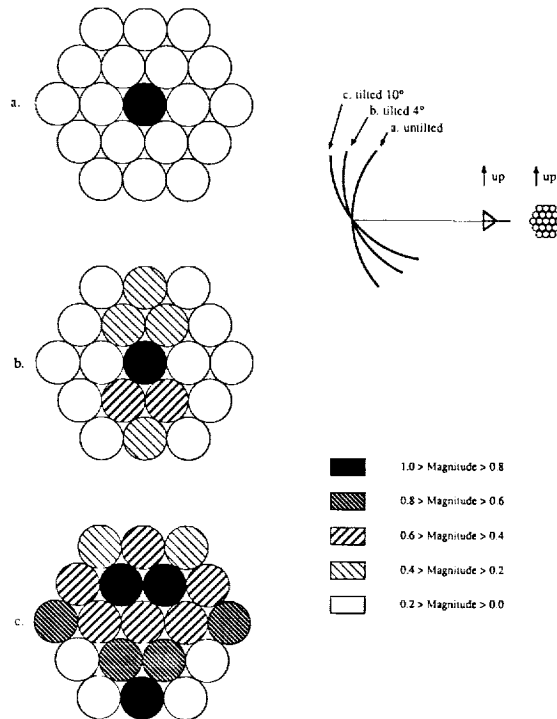 a.
c. tilted 10°
b. tilted 4°
a. untilted
up
up
b.
1.0 > Magnitude > 0.8
0.8 > Magnitude > 0.6
0.6 > Magnitude > 0.4
0.4 > Magnitude > 0.2
0.2 > Magnitude > 0.0
c.